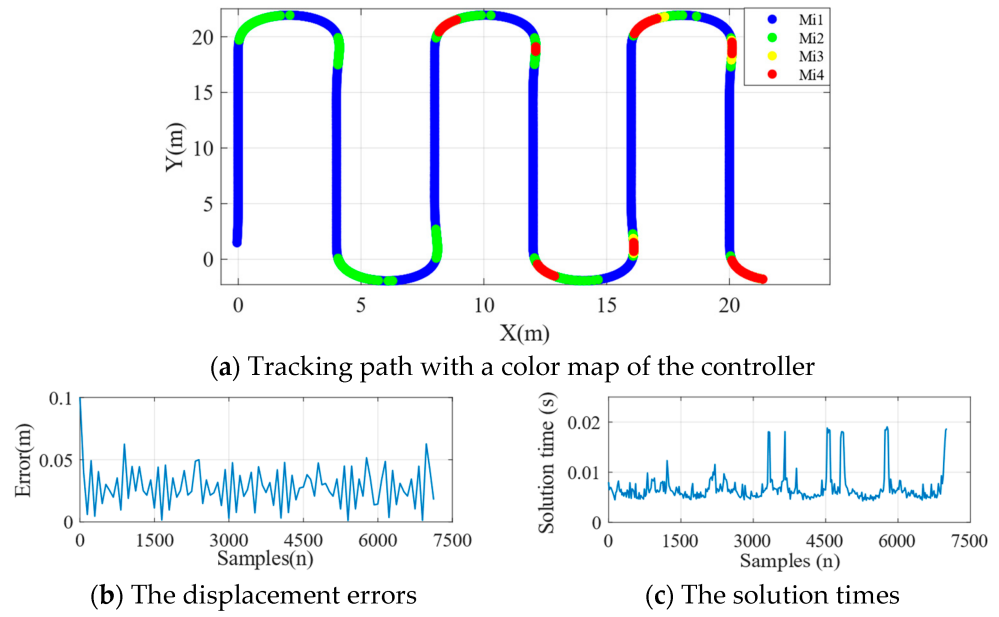 20
15
10
5
0
Y(m)
0
5
10
15
20
X(m)
Mi1
Mi2
Mi3
Mi4
(a) Tracking path with a color map of the controller
0.1
0.05
0
Error(m)
0
1500
3000
4500
6000
7500
Samples(n)
(b) The displacement errors
0.02
0.01
0
Solution time (s)
0
1500
3000
4500
6000
7500
Samples (n)
(c) The solution times